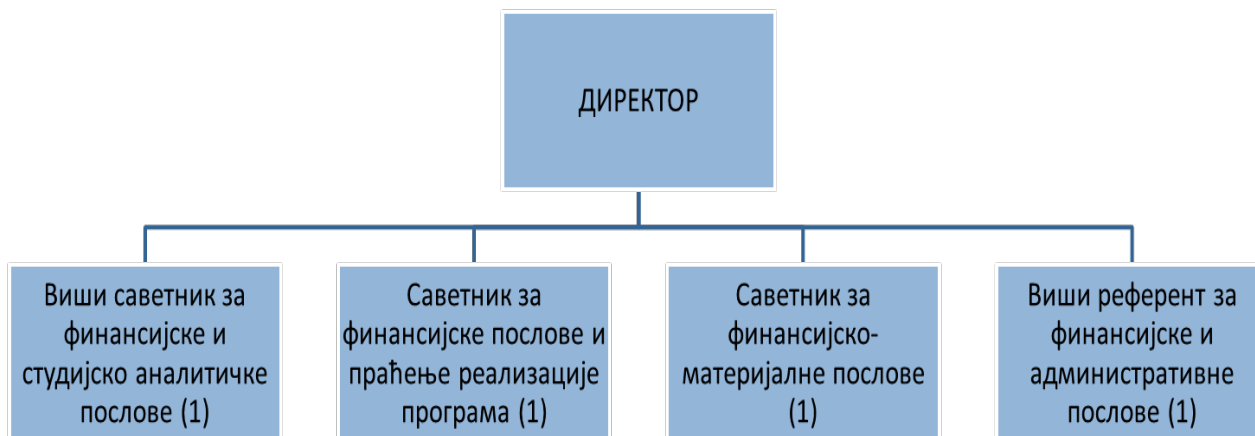 ДИРЕКТОР
Виши саветник за
финансијске и
студијско аналитичке
послове (1)
Саветник за
финансијске послове и
праћење реализације
програма (1)
Саветник за
финансијско-
материјалне послове
(1)
Виши референт за
финансијске и
административне
послове (1)